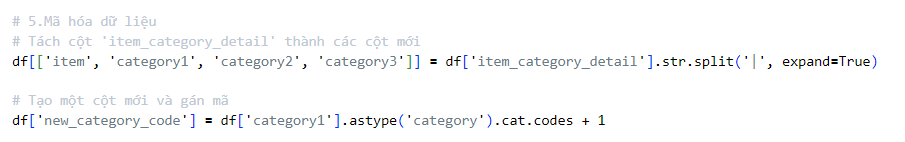 # 5.Mã hóa dữ liệu
# Tách cột 'item_category_detail' thành các cột mới
df[['item', 'category1', 'category2', 'category3']] = df['item_category_detail'].str.split('|', expand=True)
# Tạo một cột mới và gán mã
df['new_category_code'] = df['category1'].astype('category').cat.codes + 1